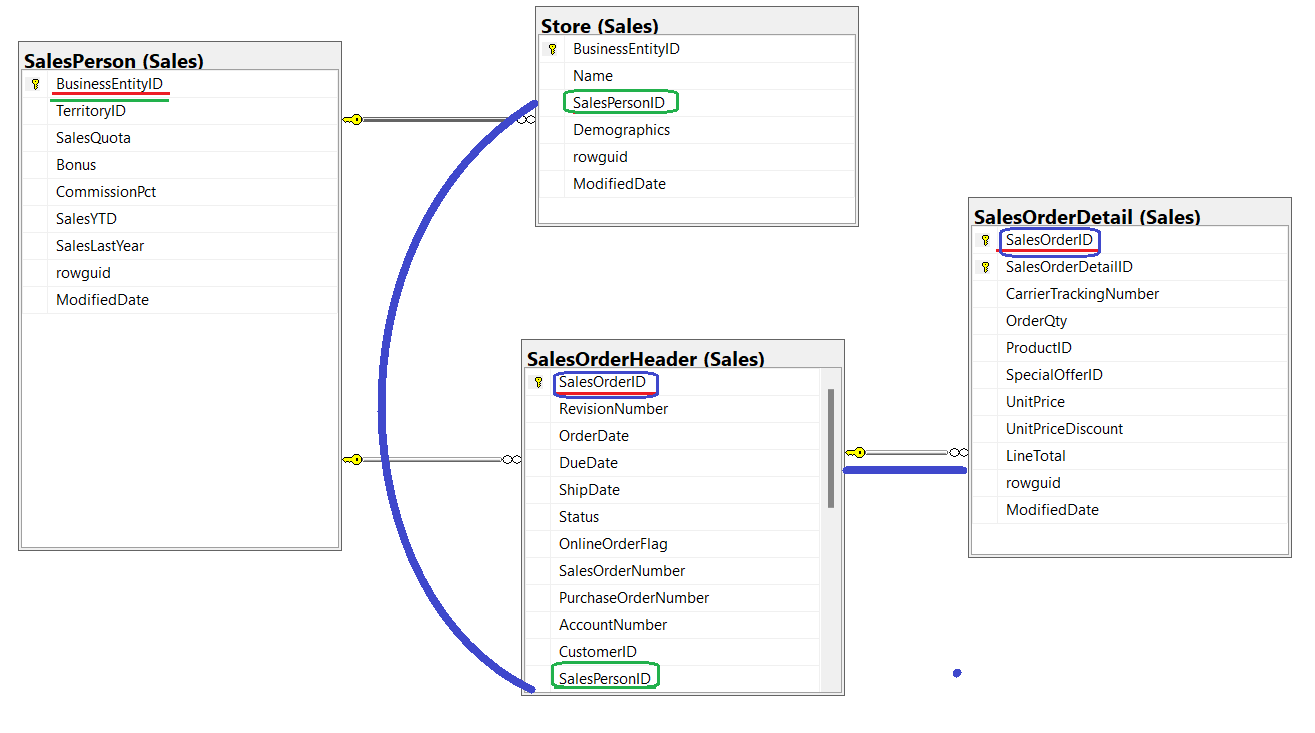 SalesPerson (Sales)
BusinessEntityID
TerritoryID
SalesQuota
Bonus
CommissionPct
SalesYTD
SalesLastYear
rowguid
ModifiedDate
Store (Sales)
BusinessEntityID
Name
SalesPersonID
Demographics
rowguid
ModifiedDate
SalesOrderHeader (Sales)
SalesOrderID
RevisionNumber
OrderDate
DueDate
ShipDate
Status
OnlineOrderFlag
SalesOrderNumber
PurchaseOrderNumber
AccountNumber
CustomerID
SalesPersonID
SalesOrderDetail (Sales)
SalesOrderID
SalesOrderDetailID
CarrierTrackingNumber
OrderQty
ProductID
SpecialOfferID
UnitPrice
UnitPriceDiscount
LineTotal
rowguid
ModifiedDate